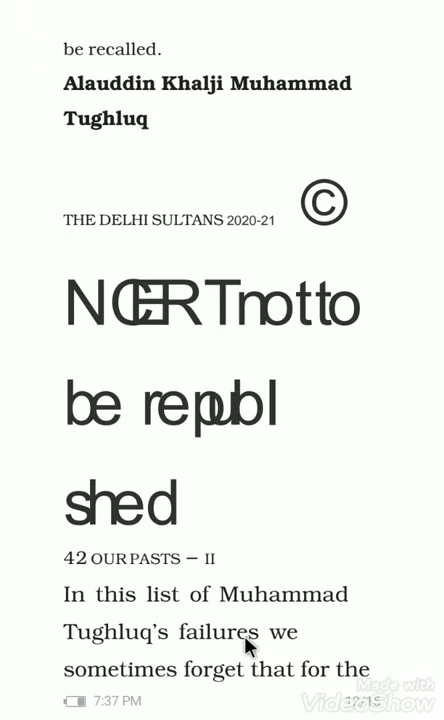 be recalled.
Alauddin Khalji Muhammad
Tughluq
THE DELHI SULTANS 2020-21 ©
NCERTnotto
be republ
shed
42 OUR PASTS – II
In this list of Muhammad
Tughluq's failures we
sometimes forget that for the
7:37 PM 12/15
Made with
VideoShow